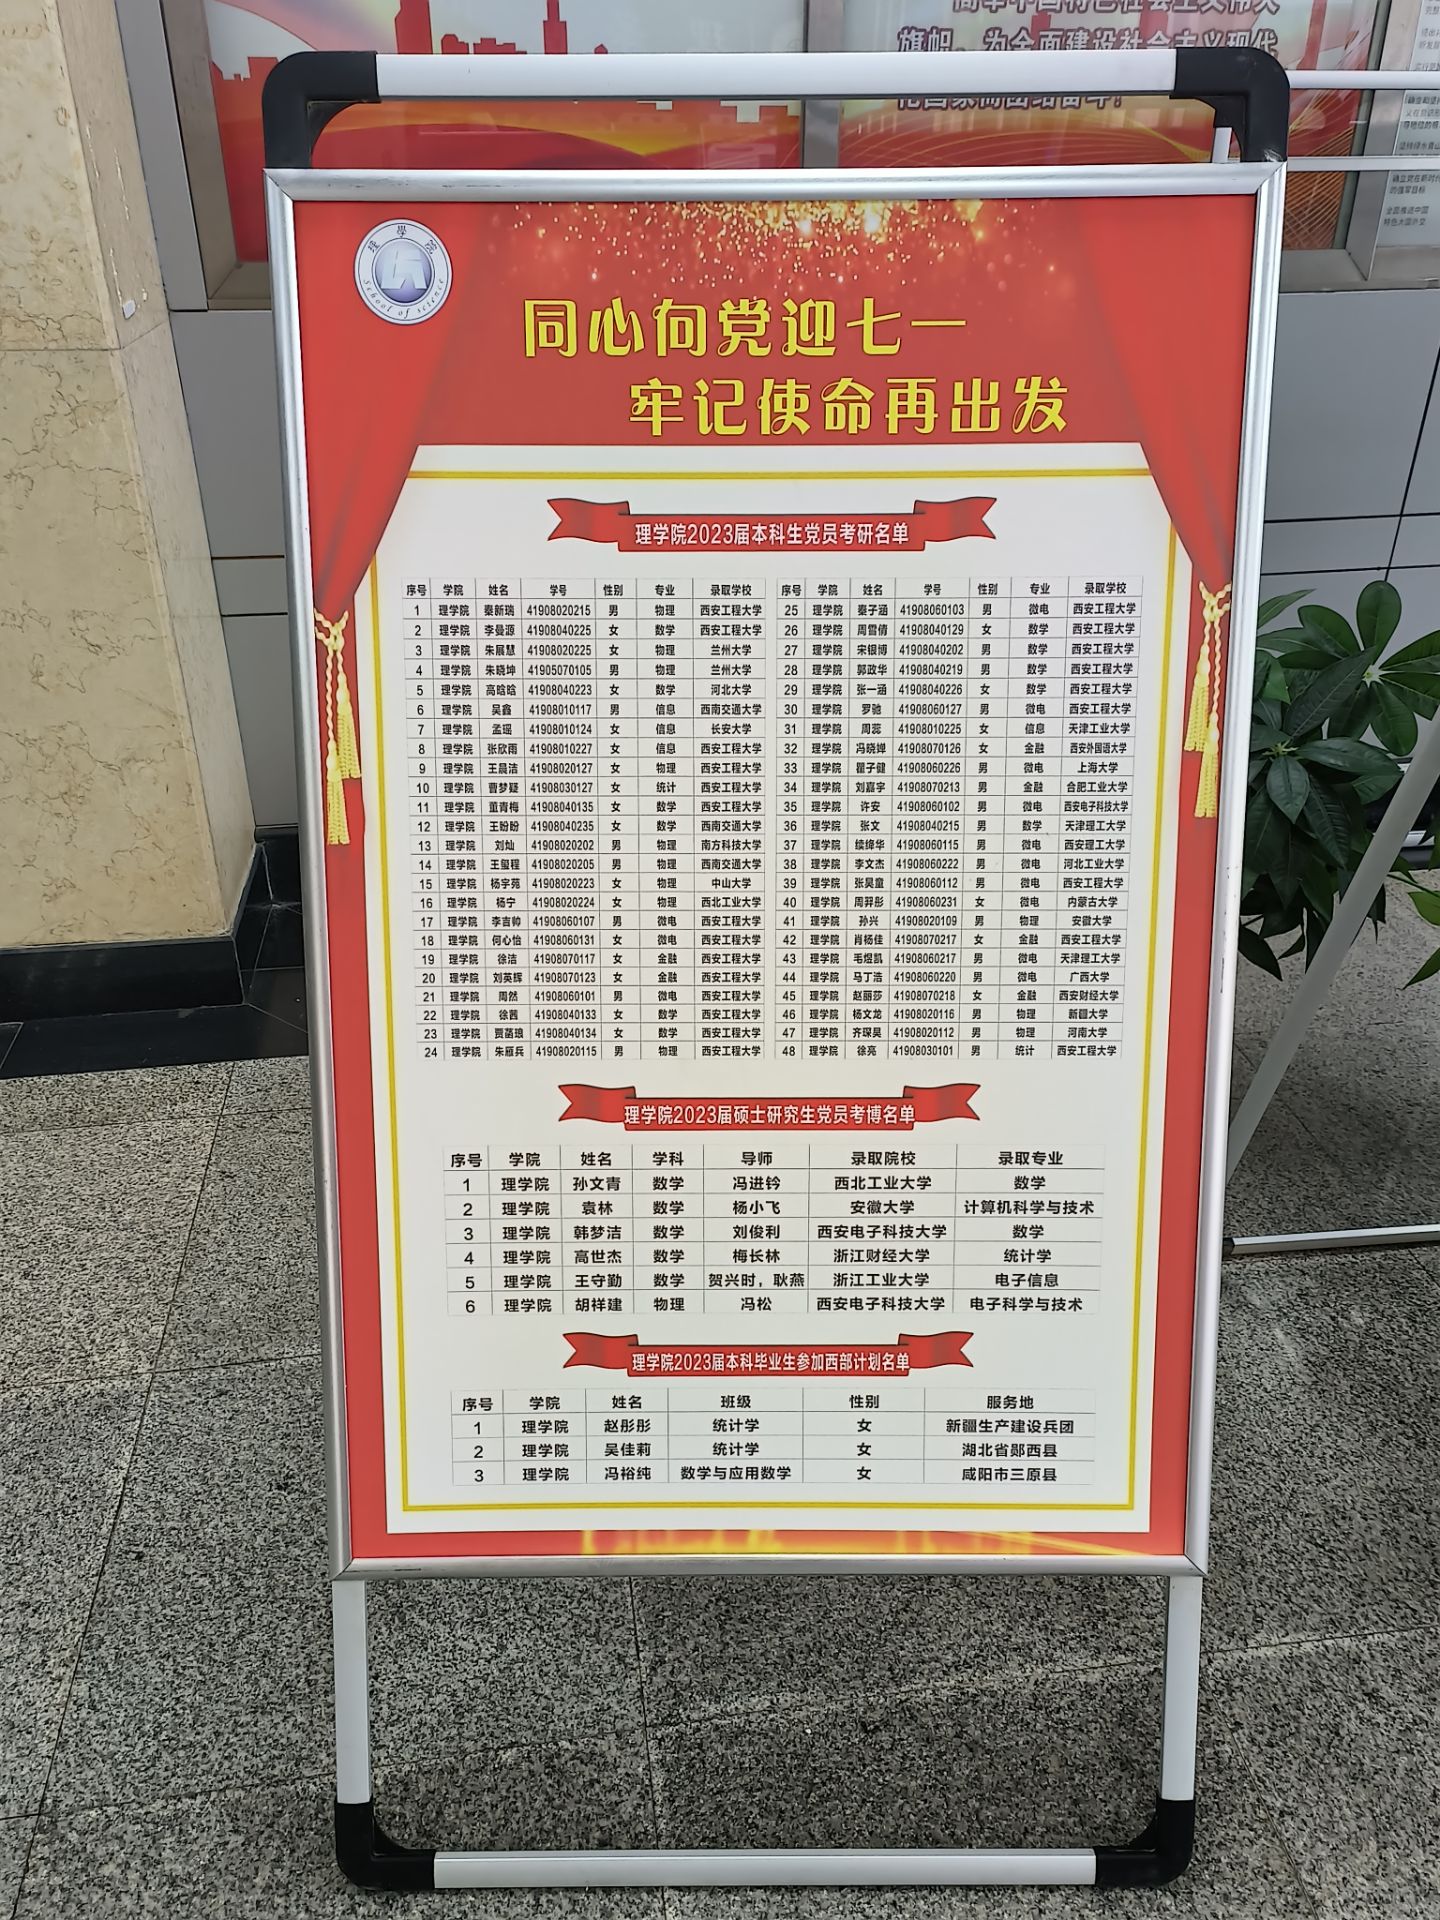 高举中国特色社会主义伟大
旗帜、为全面建设社会主义现代
化国家而团结奋斗！
理學院
School of science
同心向党迎七一
牢记使命再出发
理学院2023届本科生党员考研名单
序号 学院 姓名 学号 性别 专业 录取学校 序号 学院 姓名 学号 性别 专业 录取学校
1 理学院 秦新瑞 41908020215 男 物理 西安工程大学 25 理学院 秦子涵 41908060103 男 微电 西安工程大学
2 理学院 李曼源 41908040225 女 数学 西安工程大学 26 理学院 周雪倩 41908040129 女 数学 西安工程大学
3 理学院 朱展慧 41908020225 女 物理 兰州大学 27 理学院 宋银博 41908040202 男 数学 西安工程大学
4 理学院 朱晓坤 41905070105 男 物理 兰州大学 28 理学院 郭政华 41908040219 男 数学 西安工程大学
5 理学院 高晗晗 41908040223 女 数学 河北大学 29 理学院 张一涵 41908040226 女 数学 西安工程大学
6 理学院 吴鑫 41908010117 男 信息 西南交通大学 30 理学院 罗驰 41908060127 男 微电 西安工程大学
7 理学院 孟瑶 41908010124 女 信息 长安大学 31 理学院 周蕊 41908010225 女 信息 天津工业大学
8 理学院 张欣雨 41908010227 女 信息 西安工程大学 32 理学院 冯晓婵 41908070126 女 金融 西安外国语大学
9 理学院 王晨洁 41908020127 女 物理 西安工程大学 33 理学院 瞿子健 41908060226 男 微电 上海大学
10 理学院 曹梦疑 41908030127 女 统计 西安工程大学 34 理学院 刘嘉宇 41908070213 男 金融 合肥工业大学
11 理学院 董青梅 41908040135 女 数学 西安工程大学 35 理学院 许安 41908060102 男 微电 西安电子科技大学
12 理学院 王盼盼 41908040235 女 数学 西南交通大学 36 理学院 张文 41908040215 男 数学 天津理工大学
13 理学院 刘灿 41908020202 男 物理 南方科技大学 37 理学院 续绛华 41908060115 男 微电 西安理工大学
14 理学院 王玺程 41908020205 男 物理 西南交通大学 38 理学院 李文杰 41908060222 男 微电 河北工业大学
15 理学院 杨宇苑 41908020223 女 物理 中山大学 39 理学院 张昊童 41908060112 男 微电 西安工程大学
16 理学院 杨宁 41908020224 女 物理 西北工业大学 40 理学院 周羿彤 41908060231 女 微电 内蒙古大学
17 理学院 李吉帅 41908060107 男 微电 西安工程大学 41 理学院 孙兴 41908020109 男 物理 安徽大学
18 理学院 何心怡 41908060131 女 微电 西安工程大学 42 理学院 肖杨佳 41908070217 女 金融 西安工程大学
19 理学院 徐洁 41908070117 女 金融 西安工程大学 43 理学院 毛煜凯 41908060217 男 微电 天津理工大学
20 理学院 刘英辉 41908070123 女 金融 西安工程大学 44 理学院 马丁浩 41908060220 男 微电 广西大学
21 理学院 周然 41908060101 男 微电 西安工程大学 45 理学院 赵丽莎 41908070218 女 金融 西安财经大学
22 理学院 徐茜 41908040133 女 数学 西安工程大学 46 理学院 杨文龙 41908020116 男 物理 新疆大学
23 理学院 贾菡琅 41908040134 女 数学 西安工程大学 47 理学院 齐琛昊 41908020112 男 物理 河南大学
24 理学院 朱雁兵 41908020115 男 物理 西安工程大学 48 理学院 徐亮 41908030101 男 统计 西安工程大学
理学院2023届硕士研究生党员考博名单
序号 学院 姓名 学科 导师 录取院校 录取专业
1 理学院 孙文青 数学 冯进钤 西北工业大学 数学
2 理学院 袁林 数学 杨小飞 安徽大学 计算机科学与技术
3 理学院 韩梦洁 数学 刘俊利 西安电子科技大学 数学
4 理学院 高世杰 数学 梅长林 浙江财经大学 统计学
5 理学院 王守勤 数学 贺兴时，耿燕 浙江工业大学 电子信息
6 理学院 胡祥建 物理 冯松 西安电子科技大学 电子科学与技术
理学院2023届本科毕业生参加西部计划名单
序号 学院 姓名 班级 性别 服务地
1 理学院 赵彤彤 统计学 女 新疆生产建设兵团
2 理学院 吴佳莉 统计学 女 湖北省郧西县
3 理学院 冯裕纯 数学与应用数学 女 咸阳市三原县